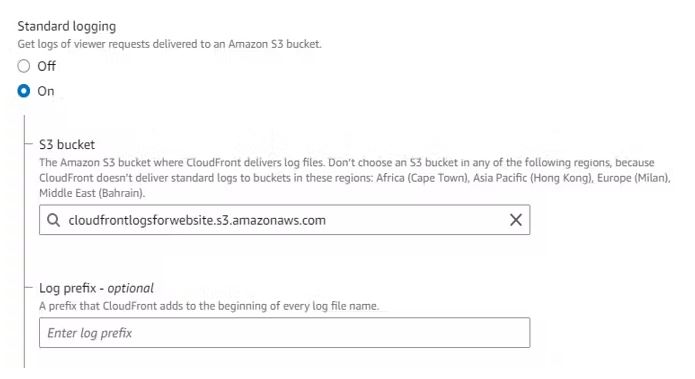 Standard logging
Get logs of viewer requests delivered to an Amazon S3 bucket.
Off
On
S3 bucket
The Amazon S3 bucket where CloudFront delivers log files. Don't choose an S3 bucket in any of the following regions, because
CloudFront doesn't deliver standard logs to buckets in these regions: Africa (Cape Town), Asia Pacific (Hong Kong), Europe (Milan),
Middle East (Bahrain).
cloudfrontlogsforwebsite.s3.amazonaws.com
Log prefix - optional
A prefix that CloudFront adds to the beginning of every log file name.
Enter log prefix